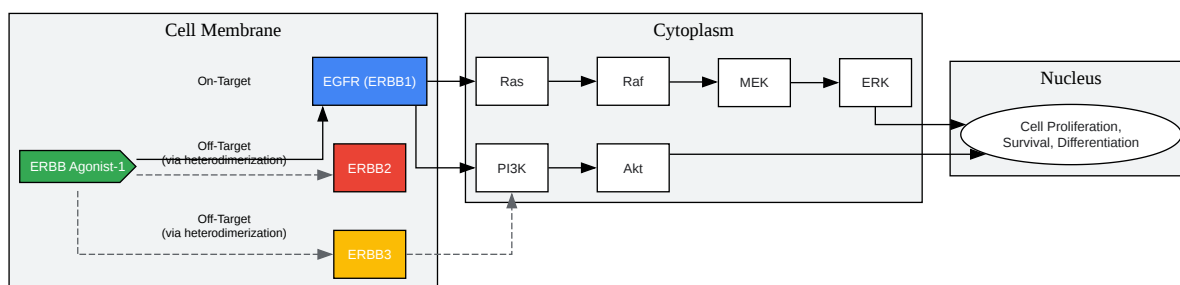 Cell Membrane
Cytoplasm
Nucleus
On-Target
EGFR (ERBB1)
Ras
Raf
MEK
ERK
Off-Target
(via heterodimerization)
ERBB Agonist-1
ERBB2
PI3K
Akt
Cell Proliferation,
Survival, Differentiation
Off-Target
(via heterodimerization)
ERBB3